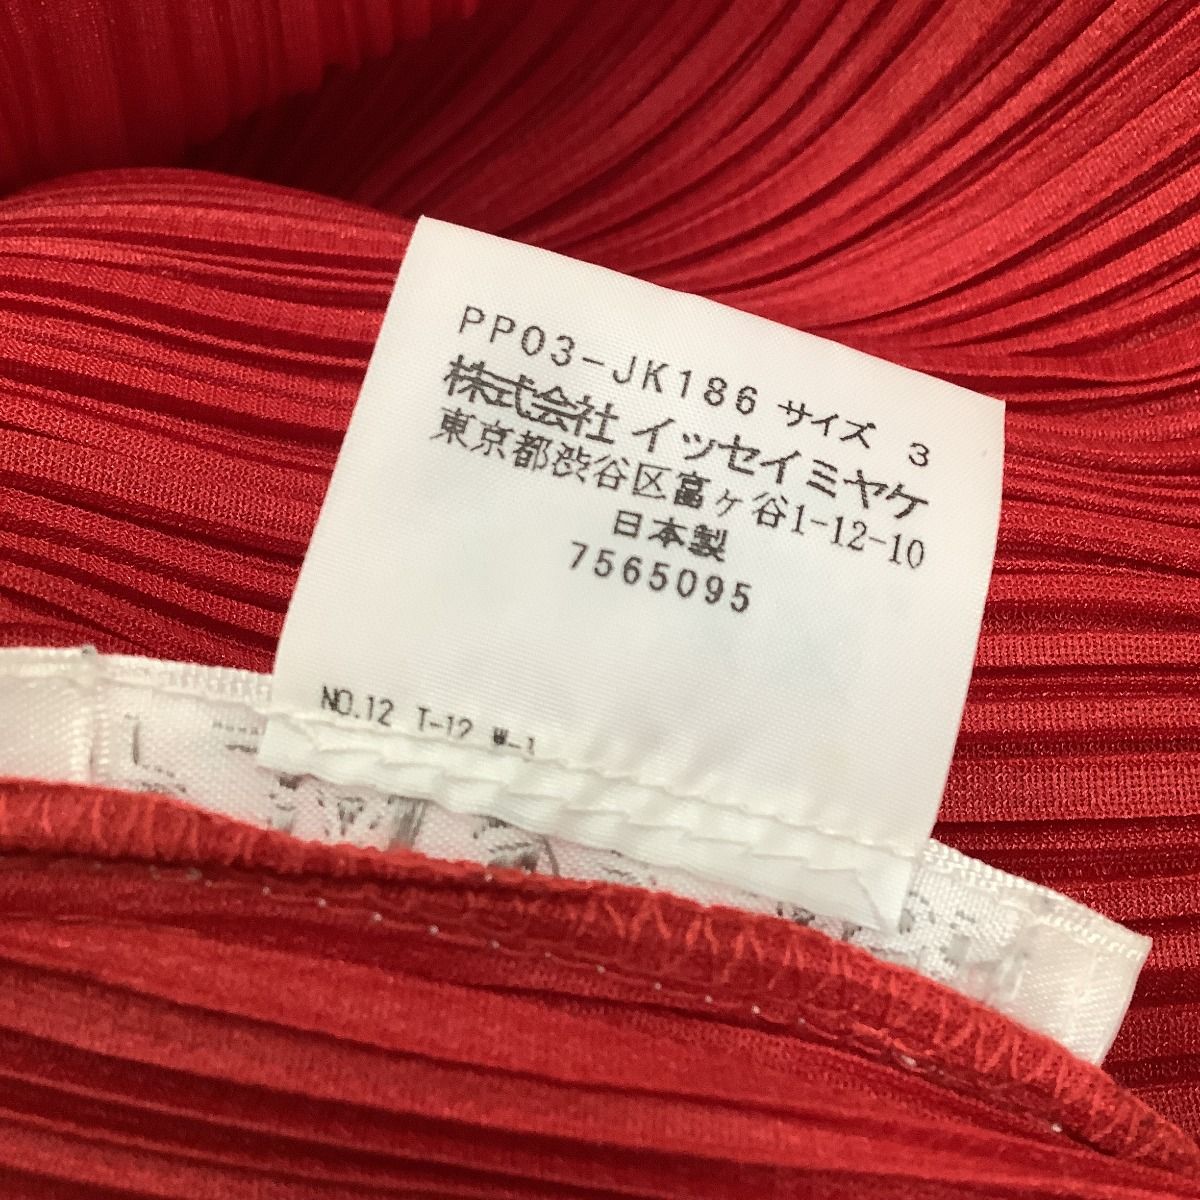 PP03-JK186 サイズ 3
株式会社 イッセイミヤケ
東京都渋谷区富ヶ谷1-12-10
日本製
7565095
NO.12 T-12 W-1